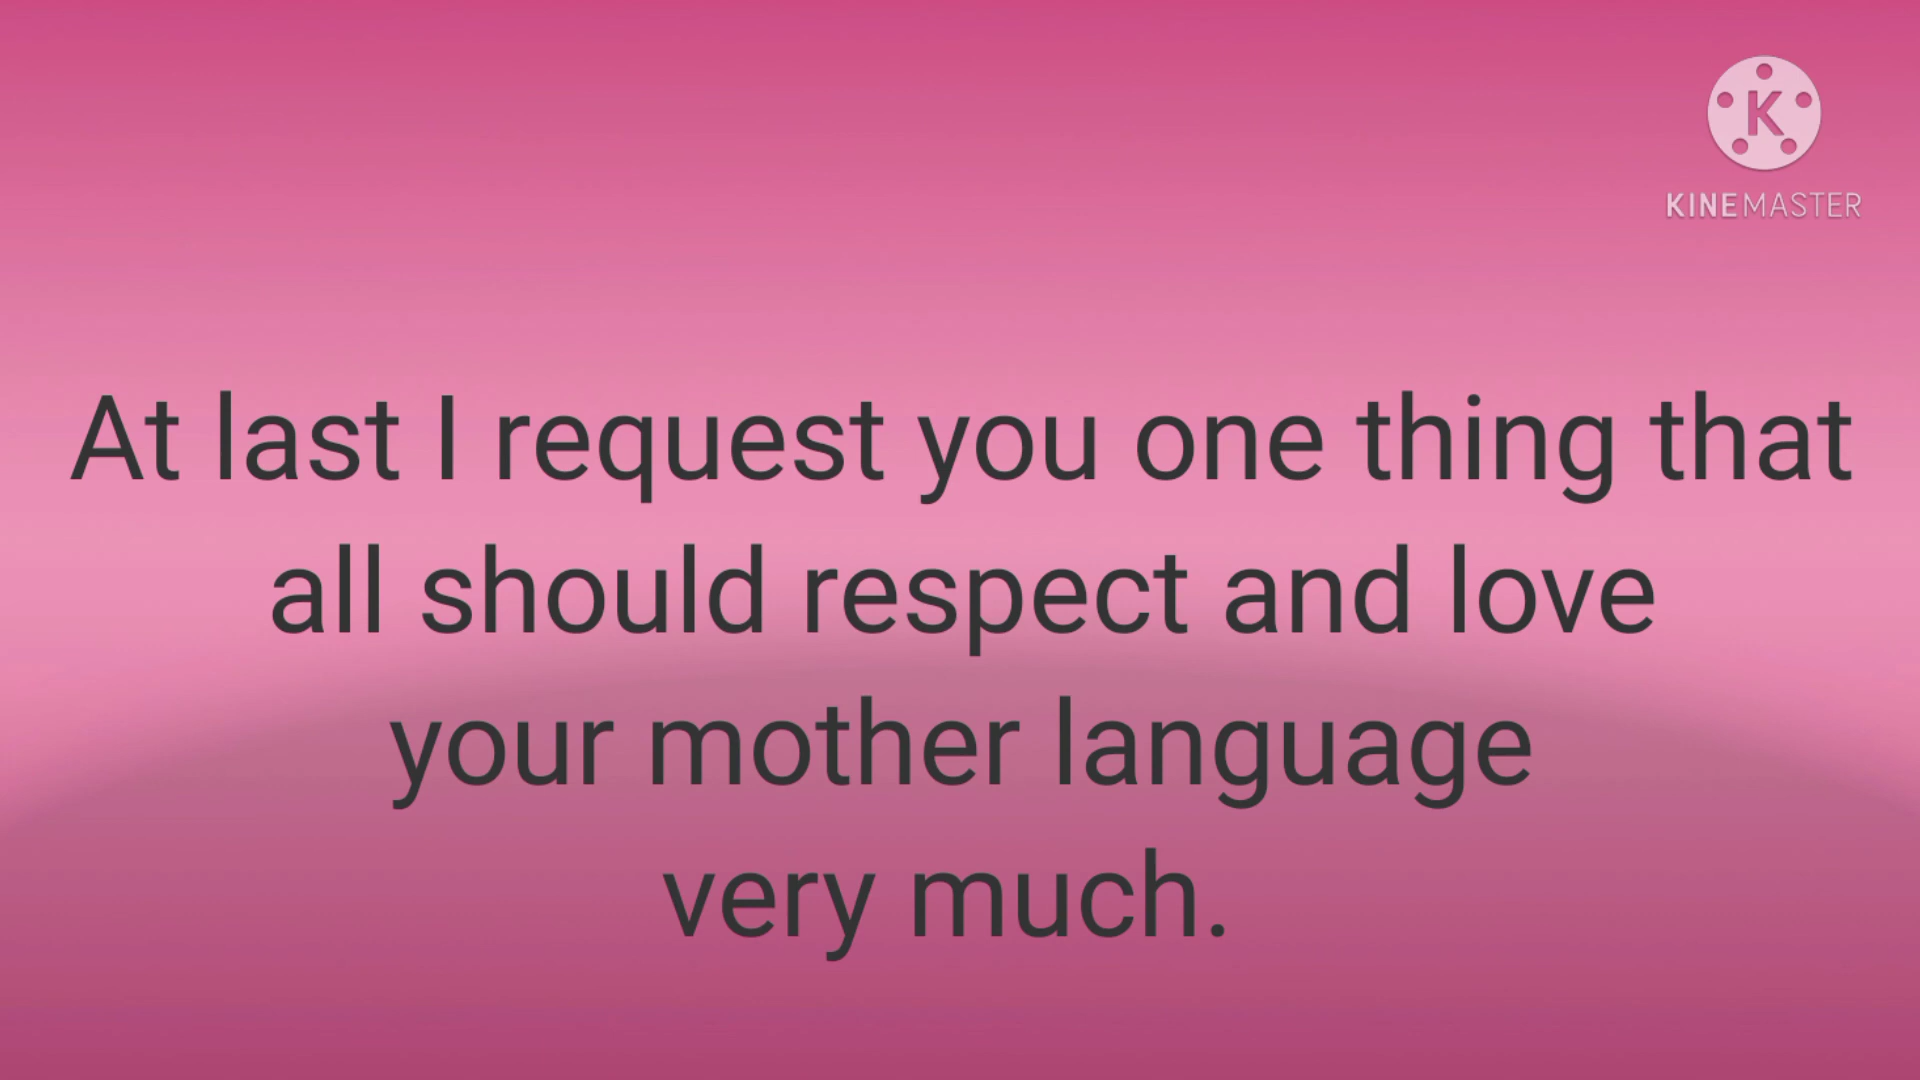 K
KINEMASTER
At last I request you one thing that
all should respect and love
your mother language
very much.